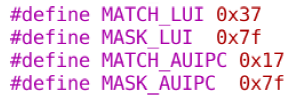 #define MATCH_LUI 0x37
#define MASK_LUI  0x7f
#define MATCH_AUIPC 0x17
#define MASK_AUIPC  0x7f